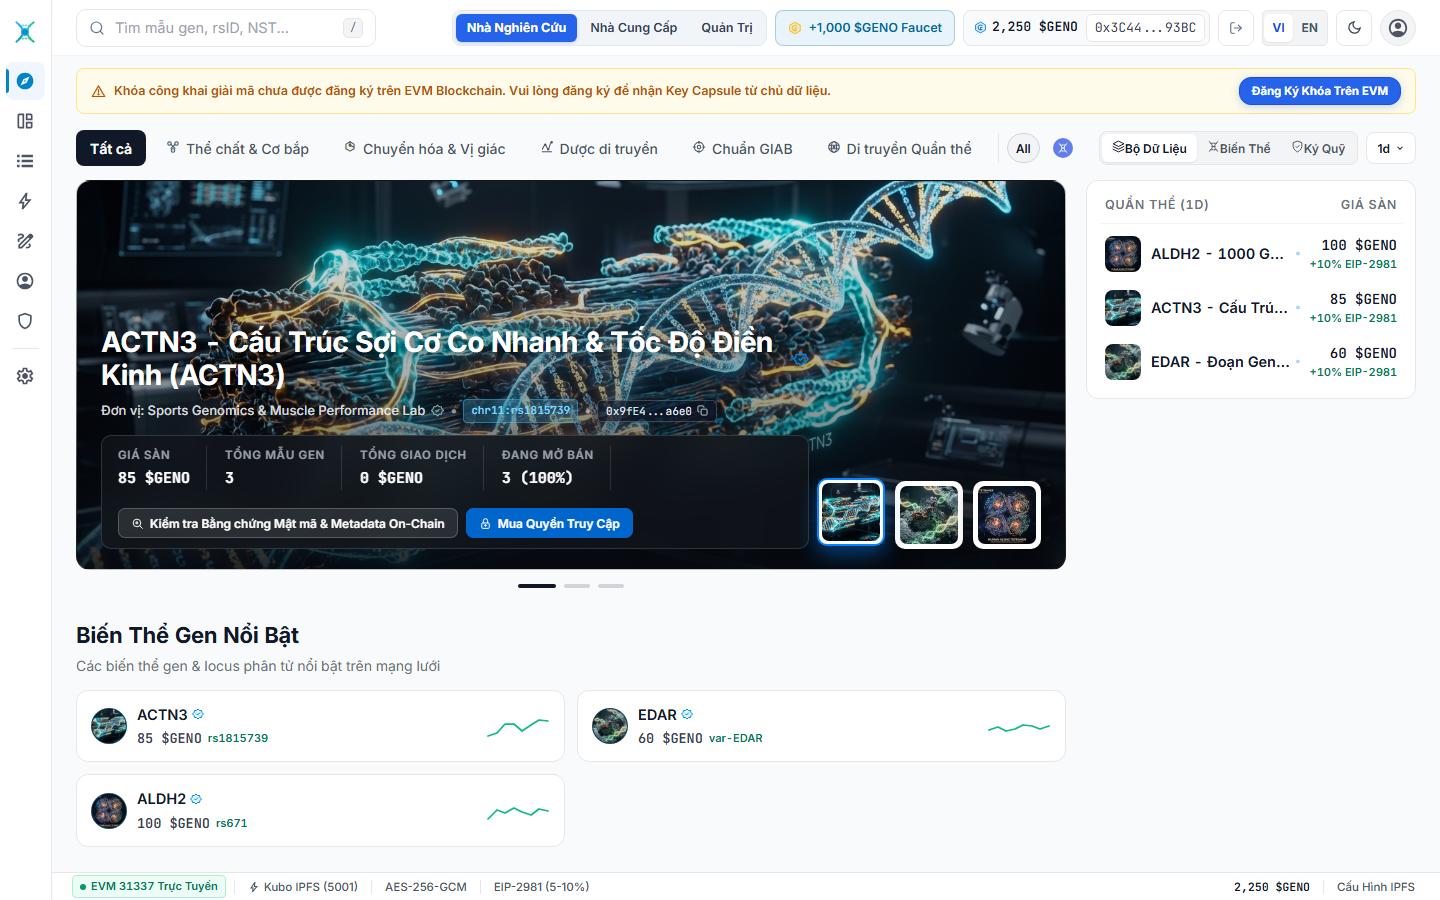 Tìm mẫu gen, rsID, NST...
/
Nhà Nghiên Cứu
Nhà Cung Cấp
Quản Trị
+1,000 $GENO Faucet
2,250 $GENO
0x3C44...93BC
VI
EN
Khóa công khai giải mã chưa được đăng ký trên EVM Blockchain. Vui lòng đăng ký để nhận Key Capsule từ chủ dữ liệu.
Đăng Ký Khóa Trên EVM
Tất cả
Thể chất & Cơ bắp
Chuyển hóa & Vị giác
Dược di truyền
Chuẩn GIAB
Di truyền Quần thể
All
Bộ Dữ Liệu
Biến Thể
Ký Quỹ
1d
ACTN3 - Cấu Trúc Sợi Cơ Co Nhanh & Tốc Độ Điền
Kinh (ACTN3)
Đơn vị: Sports Genomics & Muscle Performance Lab
chr11:rs1815739
0x9fE4...a6e0
GIÁ SÀN
85 $GENO
TỔNG MẪU GEN
3
TỔNG GIAO DỊCH
0 $GENO
ĐANG MỞ BÁN
3 (100%)
Kiểm tra Bằng chứng Mật mã & Metadata On-Chain
Mua Quyền Truy Cập
QUẦN THỂ (1D)
GIÁ SÀN
ALDH2 - 1000 G...
100 $GENO
+10% EIP-2981
ACTN3 - Cấu Trú...
85 $GENO
+10% EIP-2981
EDAR - Đoạn Gen...
60 $GENO
+10% EIP-2981
Biến Thể Gen Nổi Bật
Các biến thể gen & locus phân tử nổi bật trên mạng lưới
ACTN3
85 $GENO rs1815739
EDAR
60 $GENO var-EDAR
ALDH2
100 $GENO rs671
EVM 31337 Trực Tuyến
Kubo IPFS (5001)
AES-256-GCM
EIP-2981 (5-10%)
2,250 $GENO
Cấu Hình IPFS